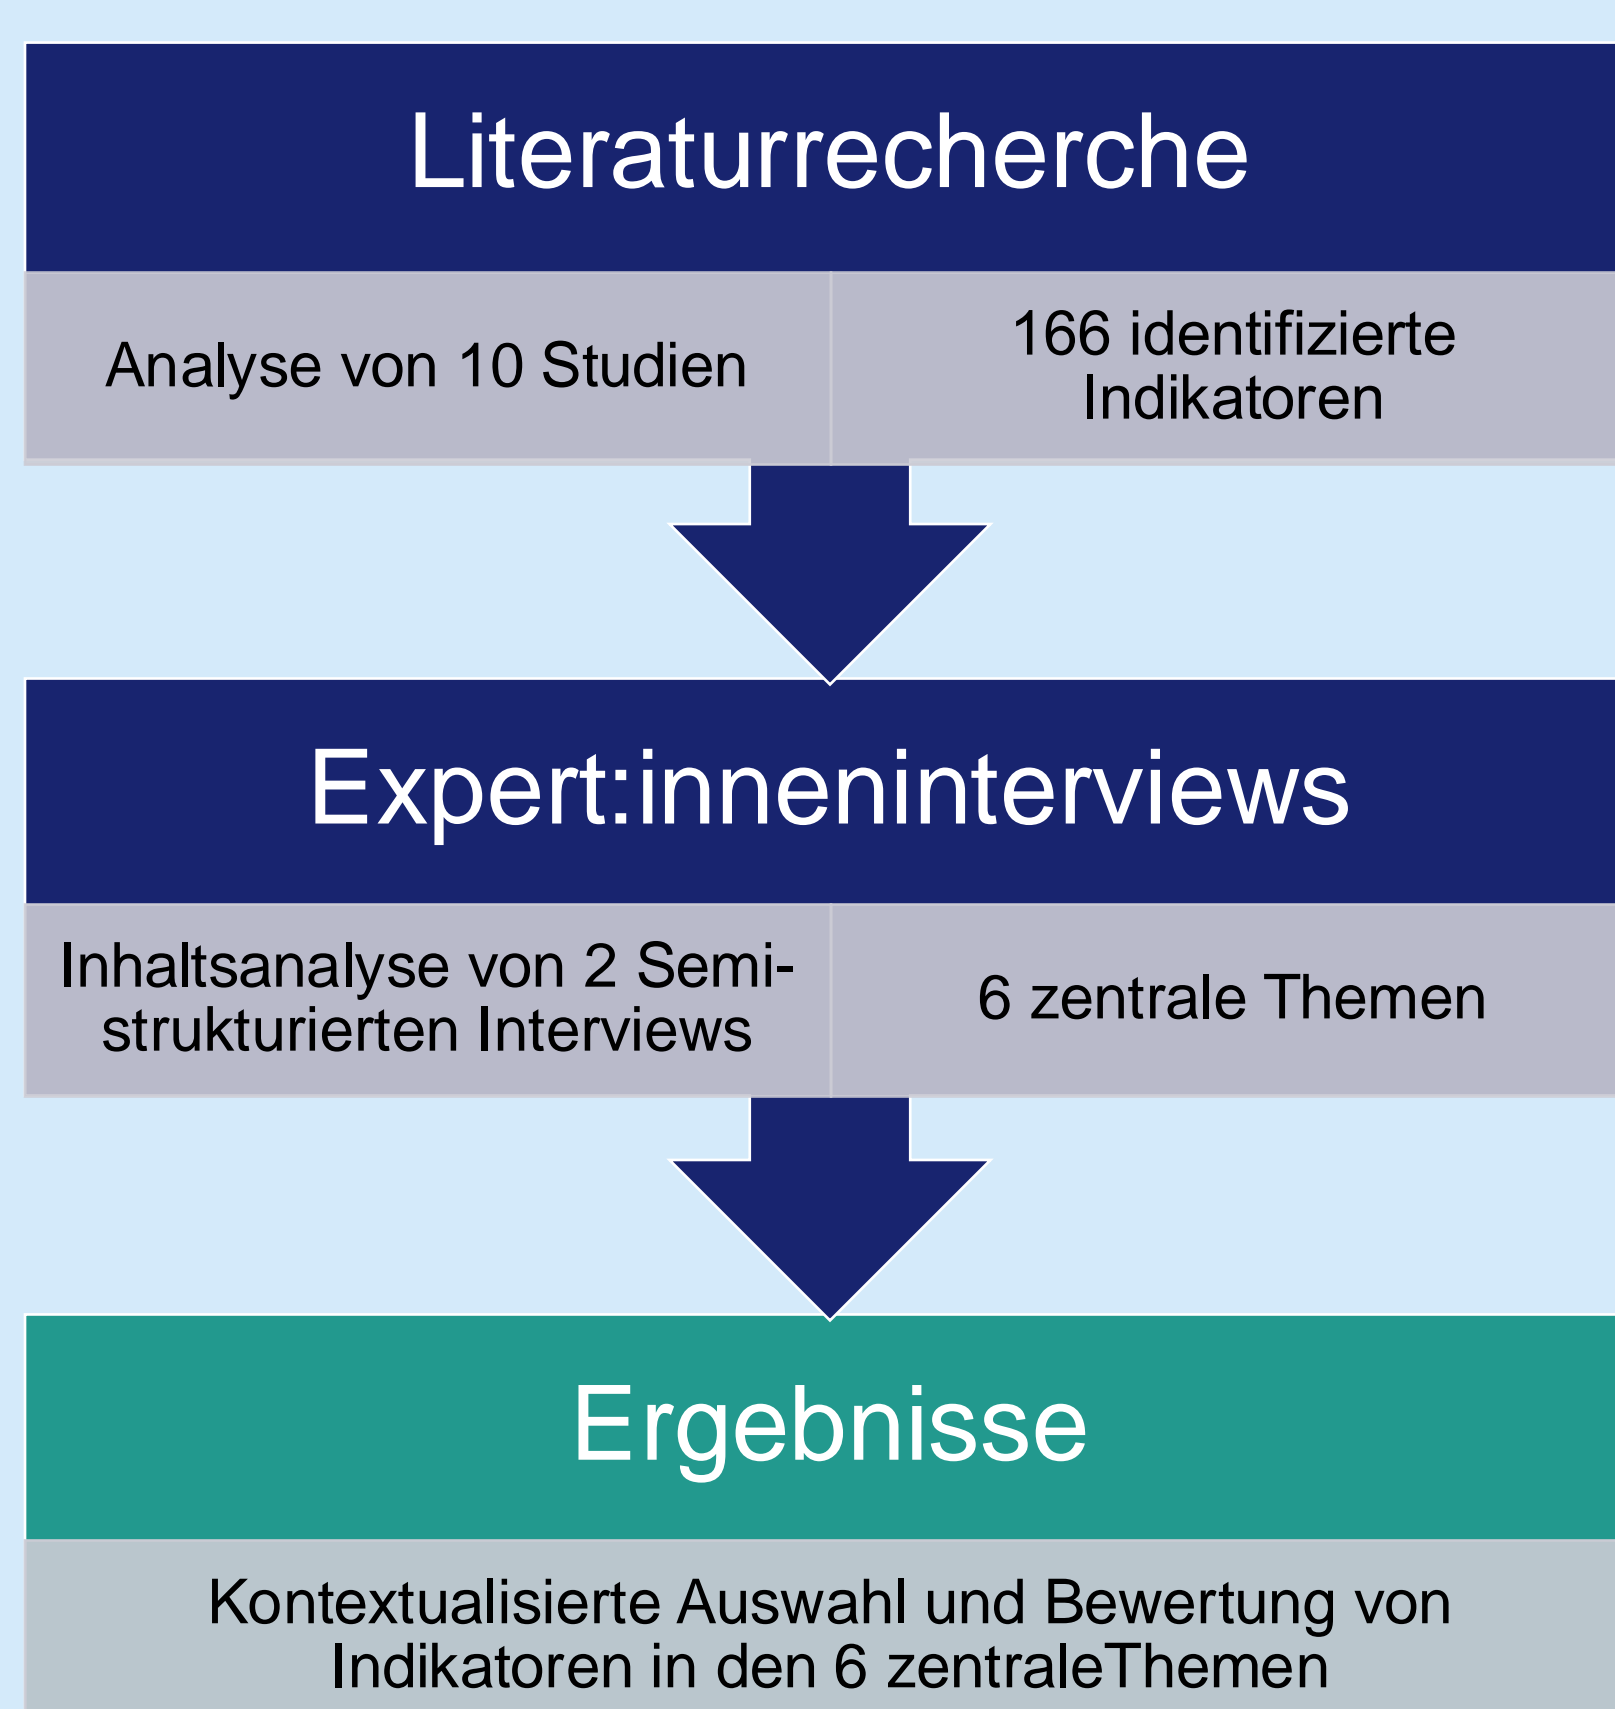 Literaturrecherche
Analyse von 10 Studien
166 identifizierte
Indikatoren
Expert:inneninterviews
Inhaltsanalyse von 2 Semi-
strukturierten Interviews
6 zentrale Themen
Ergebnisse
Kontextualisierte Auswahl und Bewertung von
Indikatoren in den 6 zentraleThemen